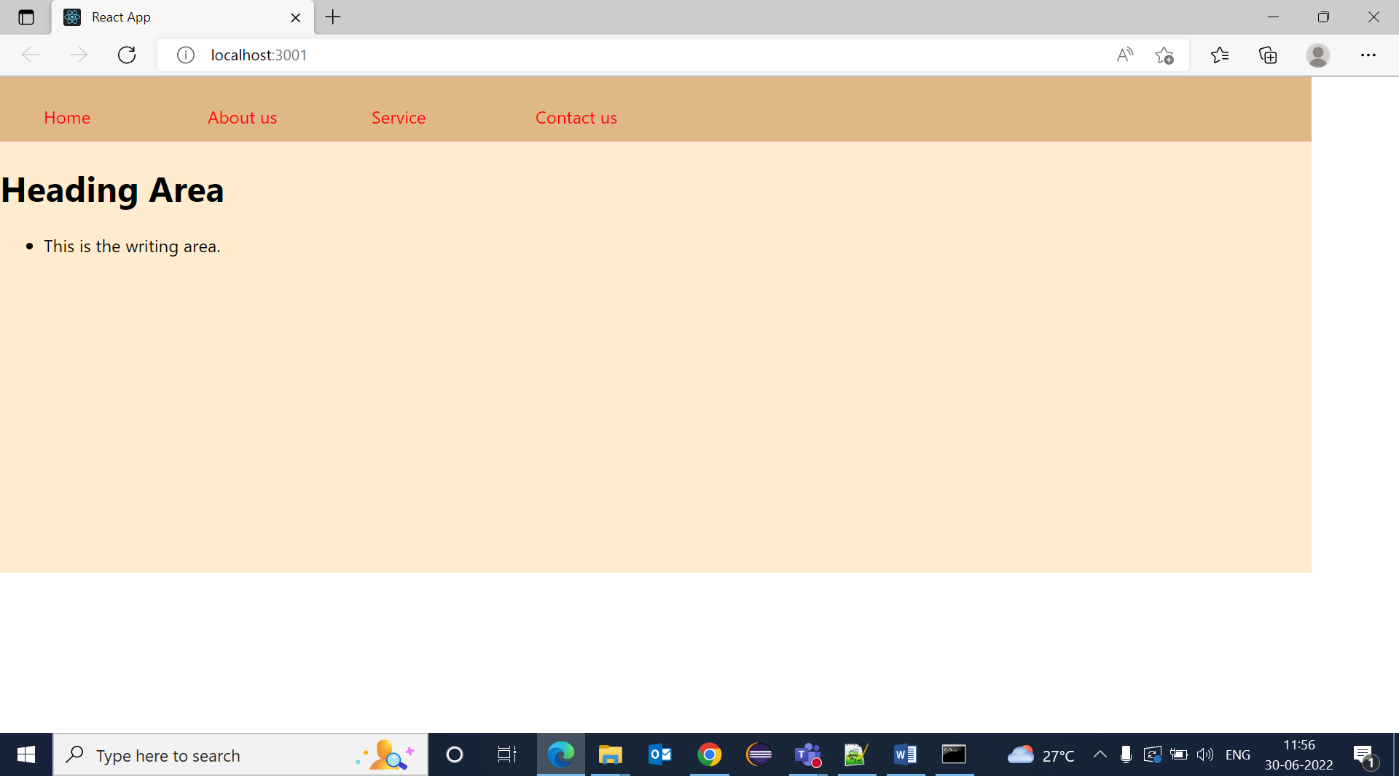 React App
localhost:3001
Home About us Service Contact us
Heading Area
• This is the writing area.
Type here to search
27°C
ENG
11:56
30-06-2022
1